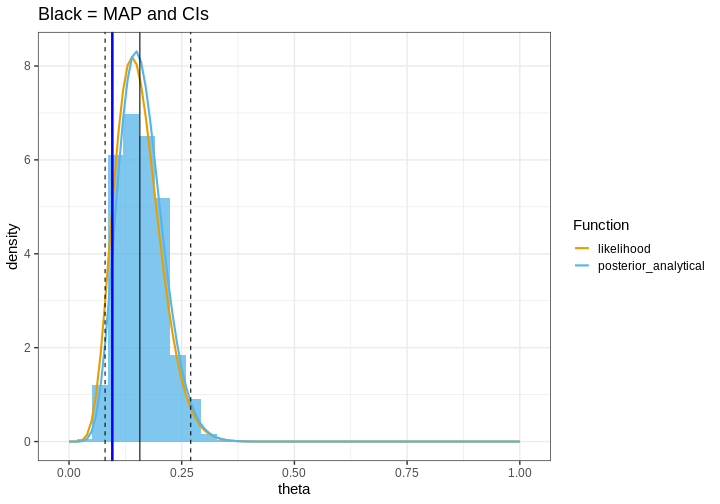 Black = MAP and CIs
density
8
6
4
2
0
0.00 0.25 0.50 0.75 1.00
theta
Function
likelihood
posterior_analytical